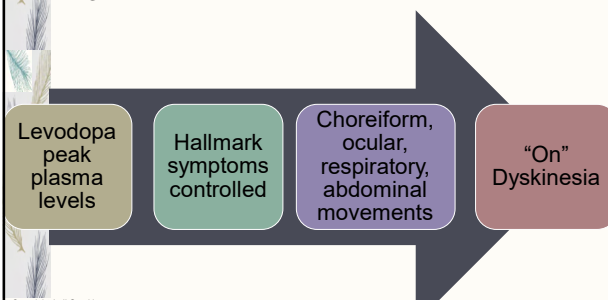 Levodopa
peak
plasma
levels
Hallmark
symptoms
controlled
Choreiform,
ocular,
respiratory,
abdominal
movements
“On”
Dyskinesia